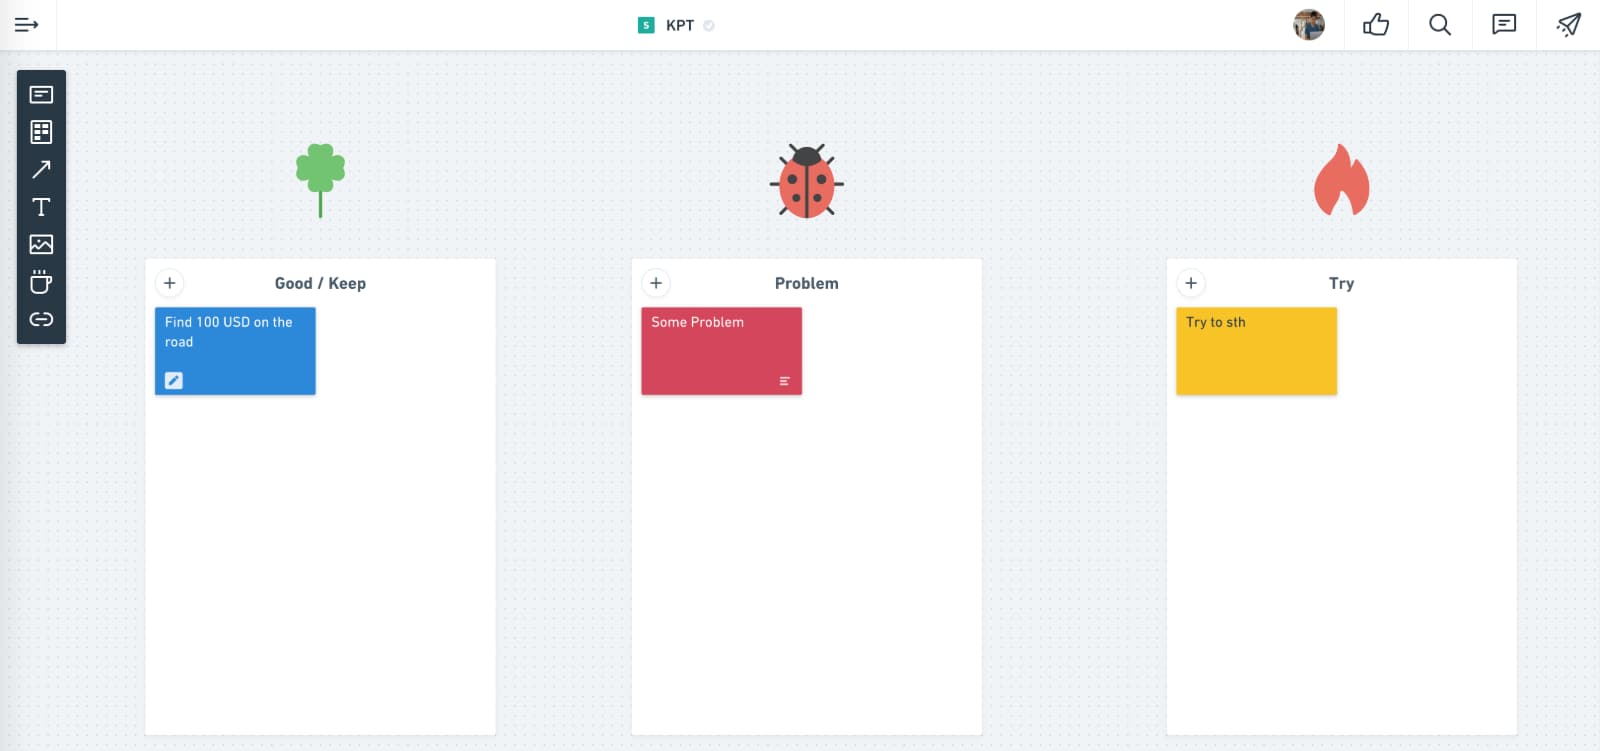 S KPT
Good / Keep
Find 100 USD on the
road
Problem
Some Problem
Try
Try to sth